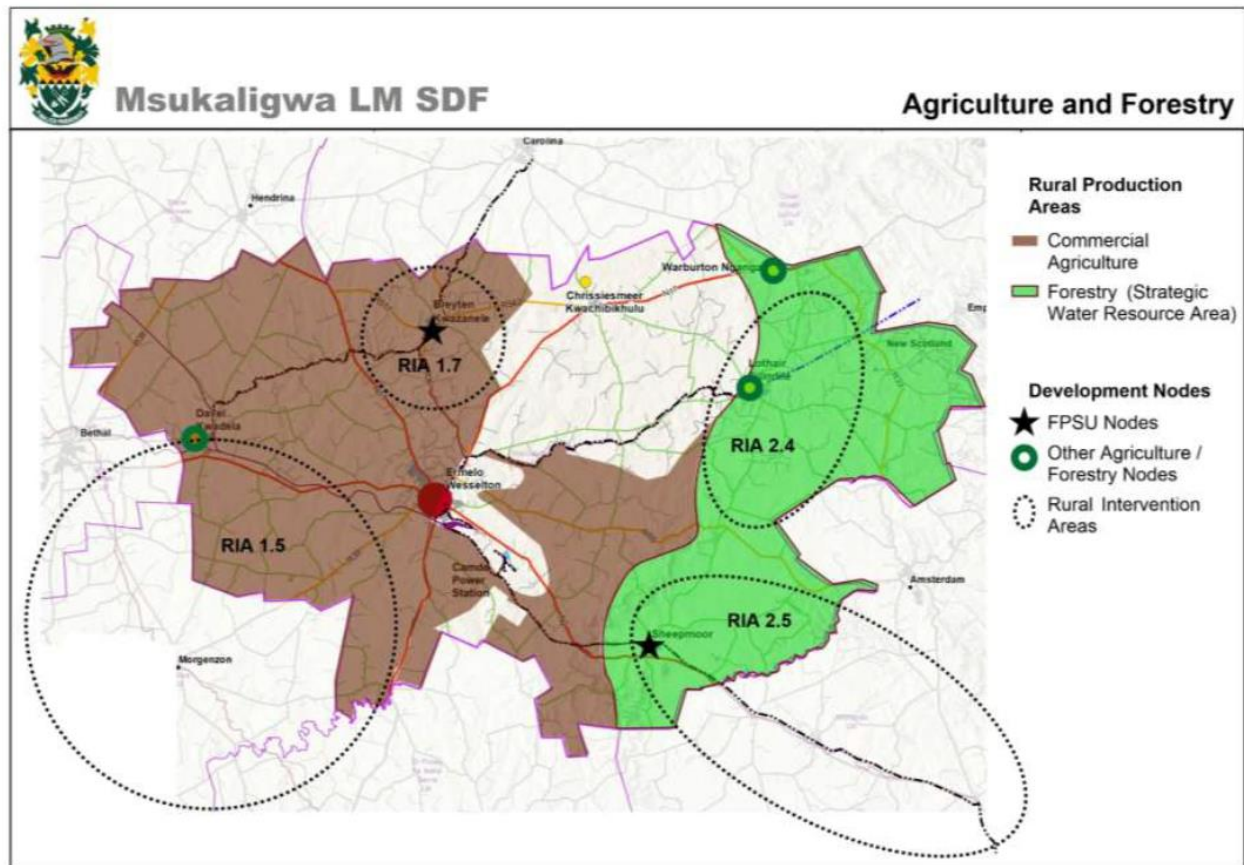 Msukaligwa LM SDF
Agriculture and Forestry
Carolina
Hendrina
Rural Production
Areas
Commercial
Agriculture
Forestry (Strategic
Water Resource Area)
Development Nodes
FPSU Nodes
Other Agriculture /
Forestry Nodes
Rural Intervention
Areas
Warburton
Chrissiesmeer
Kwachibikhulu
Breyten
Kwazanele
RIA 1.7
New Scotland
Lothair
RIA 2.4
Davel
Kwadela
Bethal
Ermelo
Wesselton
RIA 1.5
Power
Station
Amsterdam
RIA 2.5
Sheepmoor
Morgenzon